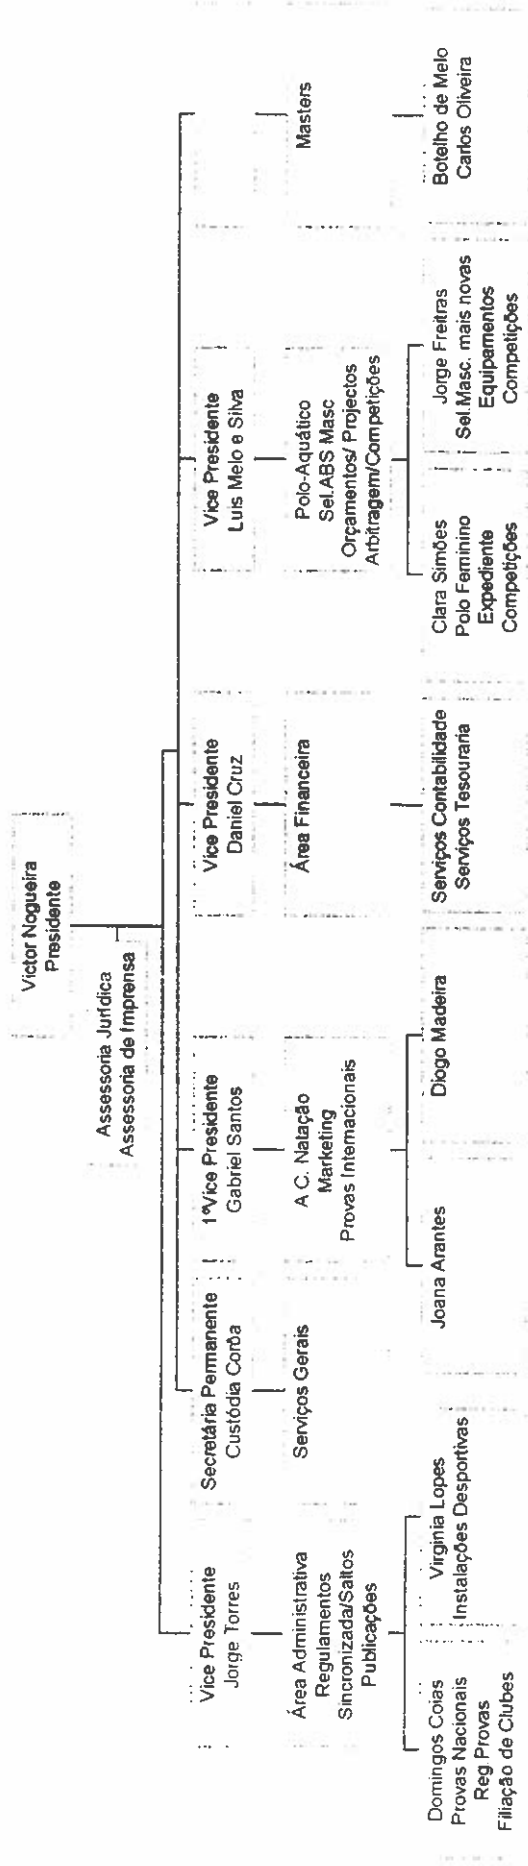 Victor Nogueira
Presidente
Assessoria Jurídica
Assessoria de Imprensa
Vice Presidente
Jorge Torres
Secretária Permanente
Custódia Corôa
1ºVice Presidente
Gabriel Santos
Vice Presidente
Daniel Cruz
Vice Presidente
Luis Melo e Silva
Área Administrativa
Regulamentos
Sincronizada/Saltos
Publicações
Serviços Gerais
A.C. Natação
Marketing
Provas Internacionais
Área Financeira
Polo-Aquático
Sel.ABS Masc
Orçamentos/ Projectos
Arbitragem/Competições
Masters
Domingos Coias
Provas Nacionais
Reg.Provas
Filiação de Clubes
Virginia Lopes
Instalações Desportivas
Joana Arantes
Diogo Madeira
Serviços Contabilidade
Serviços Tesouraria
Clara Simões
Polo Feminino
Expediente
Competições
Jorge Freitras
Sel.Masc. mais novas
Equipamentos
Competições
Botelho de Melo
Carlos Oliveira